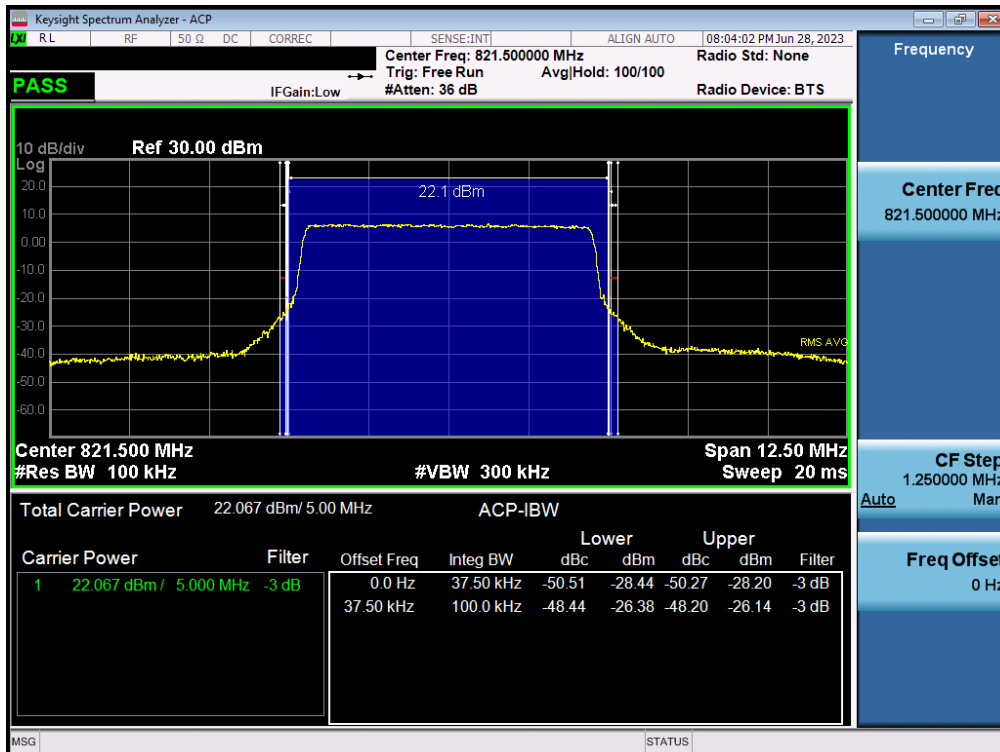 Keysight Spectrum Analyzer - ACP
LXI RL RF 50 Ω DC CORREC SENSE:INT ALIGN AUTO 08:04:02 PM Jun 28, 2023
Center Freq: 821.500000 MHz Radio Std: None
Trig: Free Run Avg|Hold: 100/100
PASS IFGain:Low #Atten: 36 dB Radio Device: BTS
10 dB/div Ref 30.00 dBm
Log
20.0
22.1 dBm
10.0
0.00
-10.0
-20.0
-30.0
-40.0
RMS AVG
-50.0
-60.0
Center 821.500 MHz Span 12.50 MHz
#Res BW 100 kHz #VBW 300 kHz Sweep 20 ms
Total Carrier Power 22.067 dBm/ 5.00 MHz ACP-IBW
Lower Upper
Carrier Power Filter Offset Freq Integ BW dBc dBm dBc dBm Filter
1 22.067 dBm / 5.000 MHz -3 dB 0.0 Hz 37.50 kHz -50.51 -28.44 -50.27 -28.20 -3 dB
37.50 kHz 100.0 kHz -48.44 -26.38 -48.20 -26.14 -3 dB
MSG STATUS
Frequency
Center Freq
821.500000 MHz
CF Step
1.250000 MHz
Auto Man
Freq Offset
0 Hz